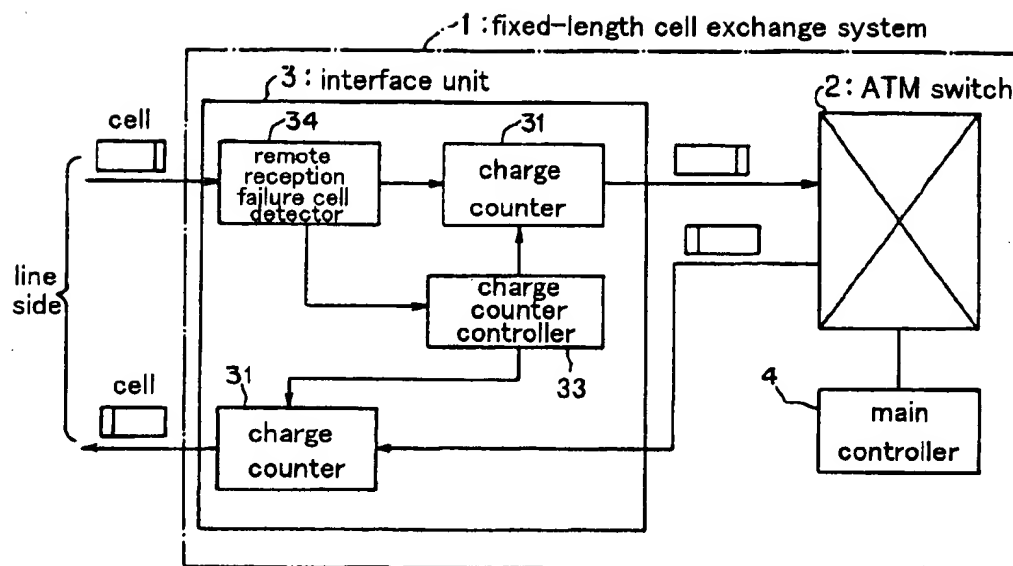 1 : fixed-length cell exchange system
3 : interface unit
2 : ATM switch
cell
34
31
remote
reception
failure cell
detector
charge
counter
line
side
charge
counter
controller
33
cell
31
charge
counter
4
main
controller